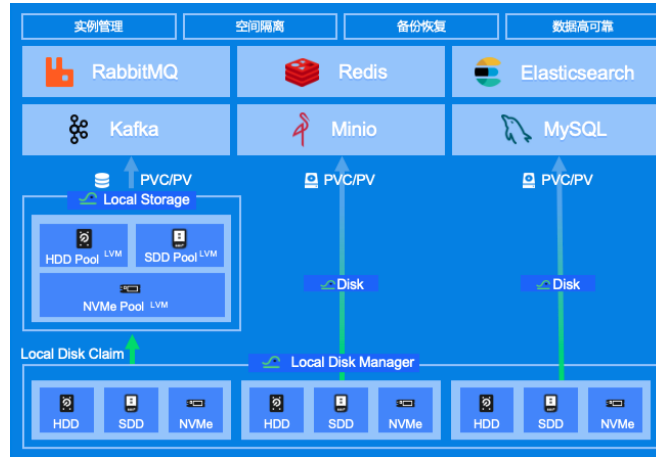 实例管理 空间隔离 备份恢复 数据高可靠
RabbitMQ Redis Elasticsearch
Kafka Minio MySQL
PVC/PV PVC/PV PVC/PV
Local Storage
HDD Pool LVM SDD Pool LVM
NVMe Pool LVM
Disk Disk
Local Disk Claim
Local Disk Manager
HDD SDD NVMe HDD SDD NVMe HDD SDD NVMe